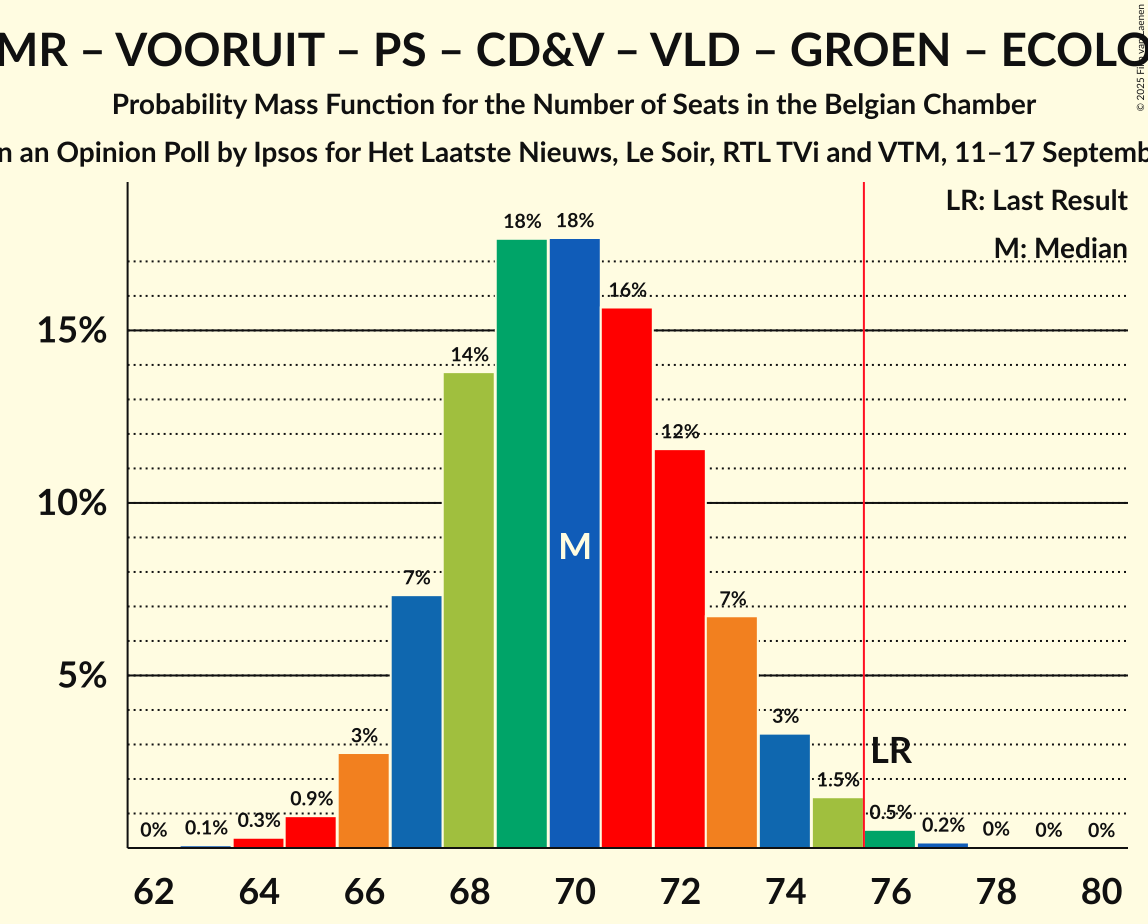 MR – VOORUIT – PS – CD&V – VLD – GROEN – ECOLO
Probability Mass Function for the Number of Seats in the Belgian Chamber
n an Opinion Poll by Ipsos for Het Laatste Nieuws, Le Soir, RTL TVi and VTM, 11–17 Septemb
© 2025 Filip van Laenen
LR: Last Result
M: Median
18% 18%
16%
15%
14%
12%
10%
M
7%
7%
5%
3%
3%
LR
1.5%
0.9%
0.5%
0% 0.1% 0.3%
0.2% 0% 0% 0%
62 64 66 68 70 72 74 76 78 80